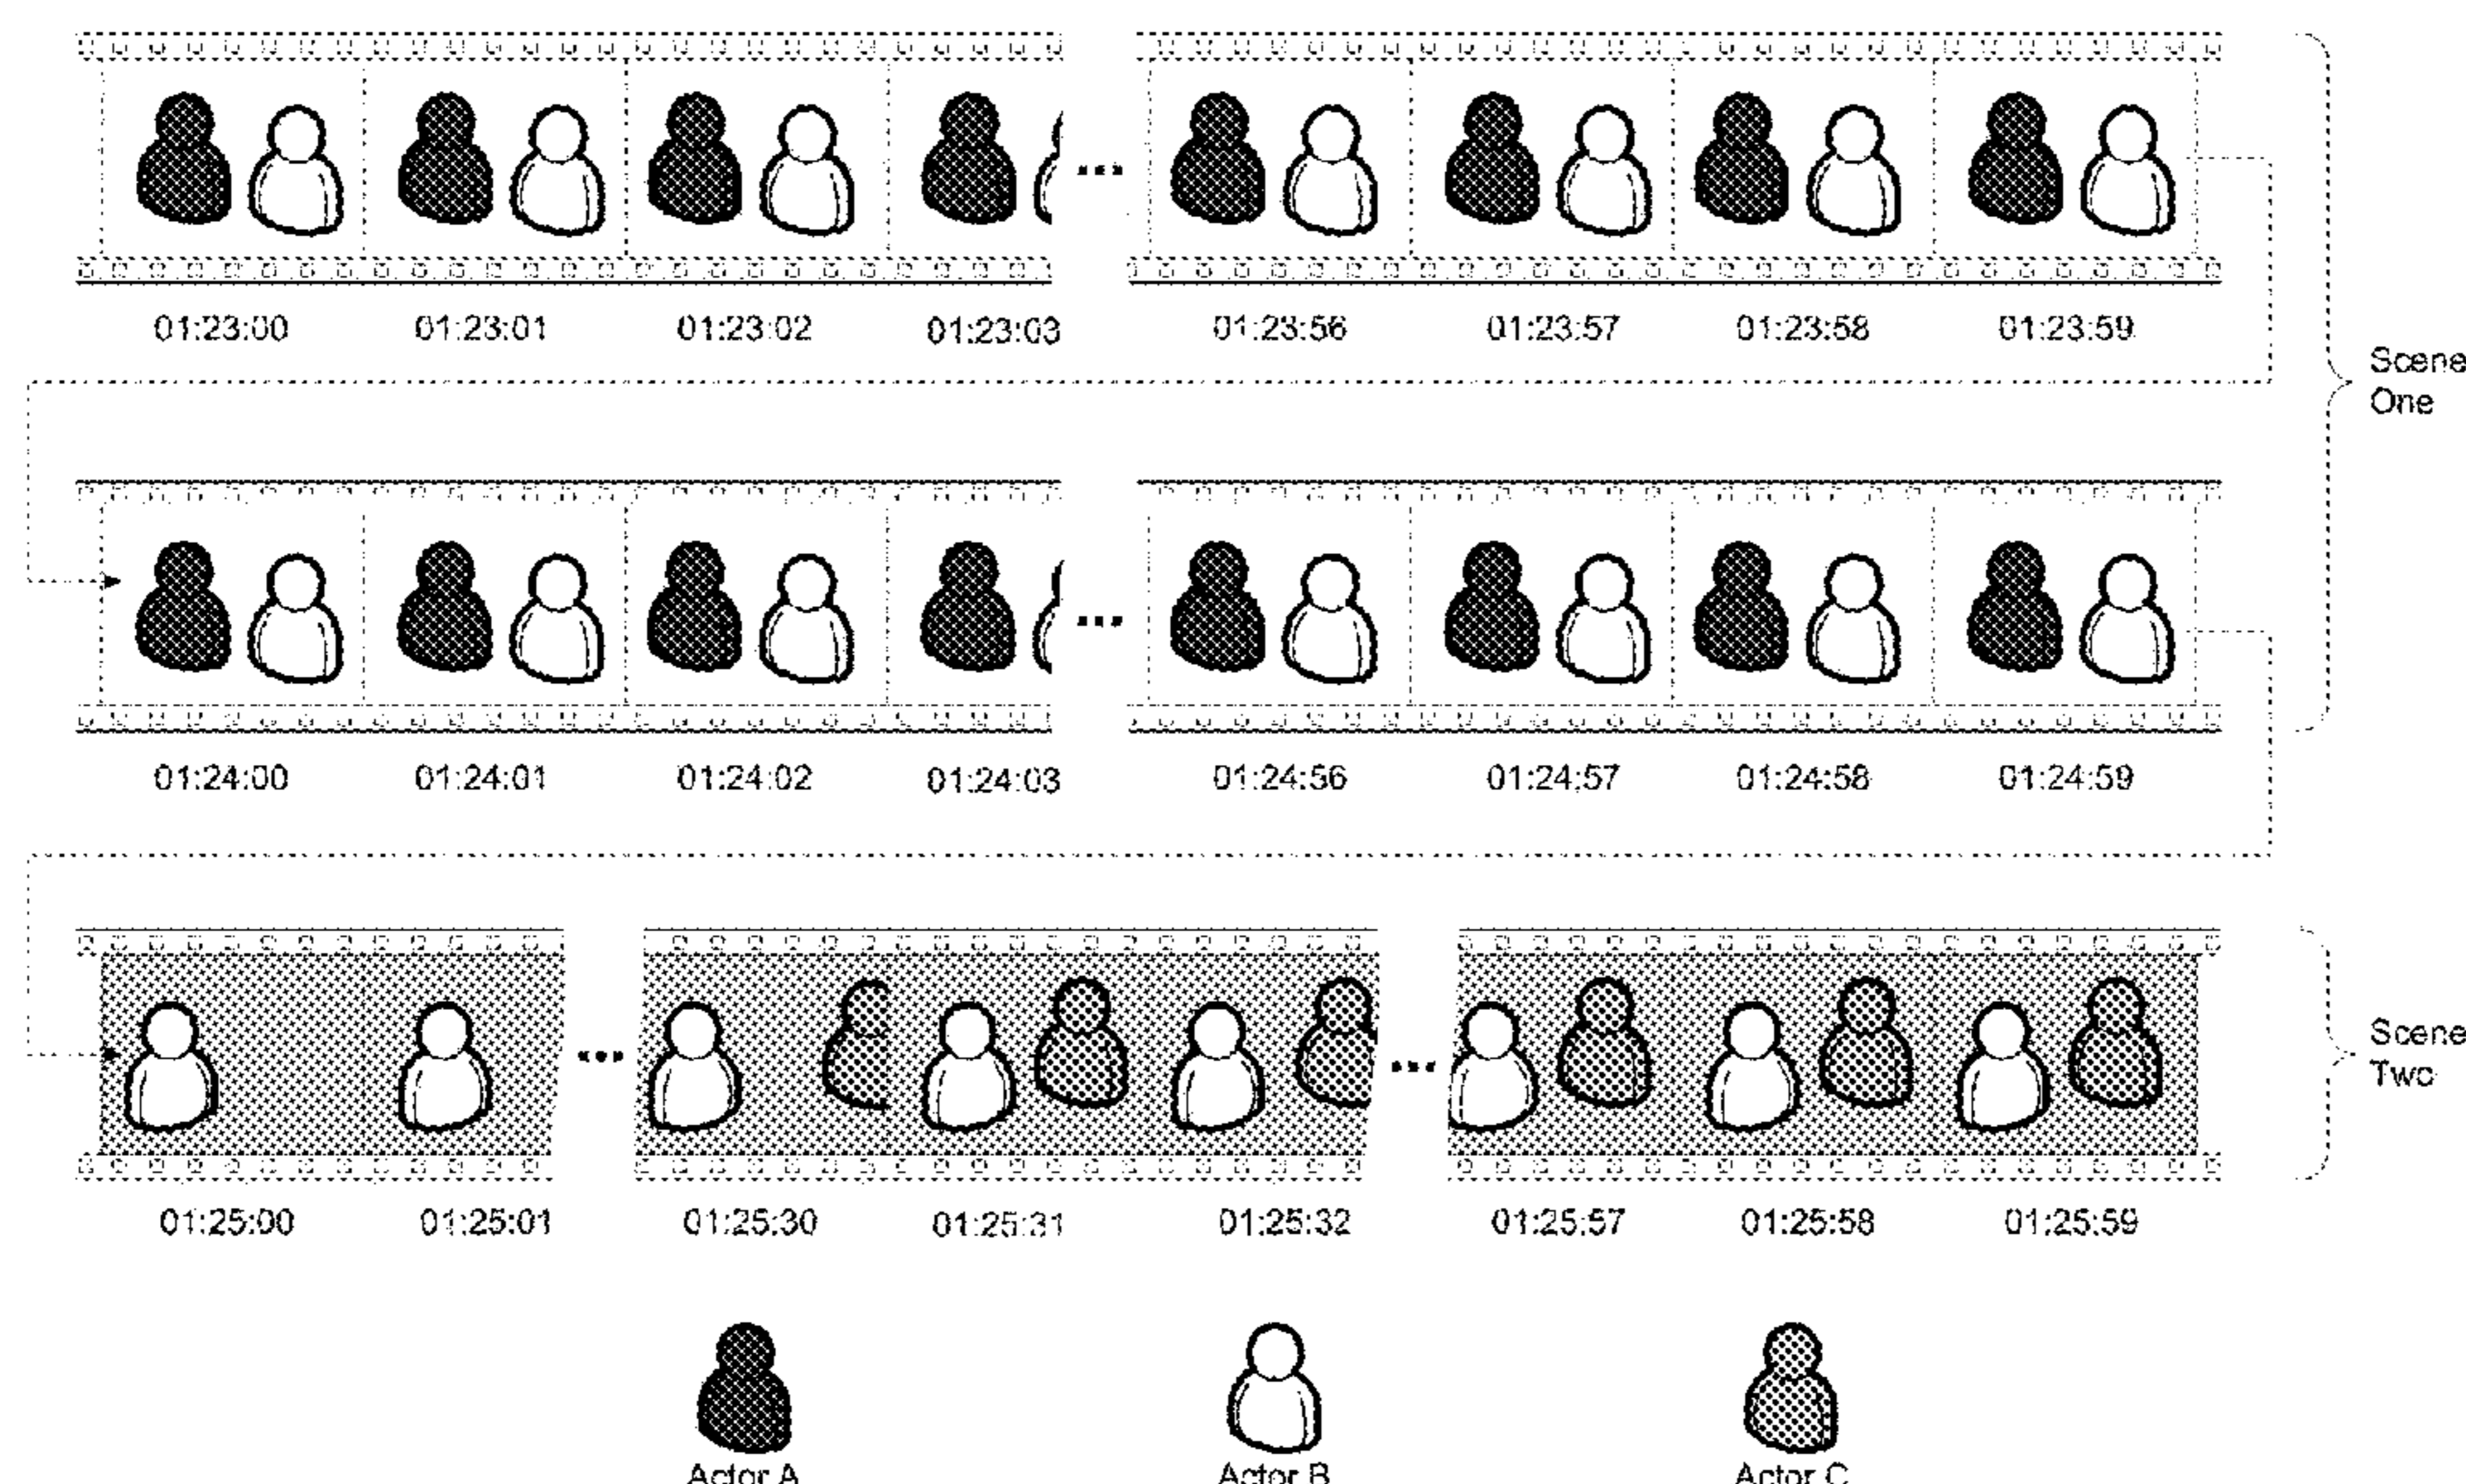 01:23:00 01:23:01 01:23:02 01:23:03 ... 01:23:56 01:23:57 01:23:58 01:23:59
Scene
One
01:24:00 01:24:01 01:24:02 01:24:03 ... 01:24:56 01:24:57 01:24:58 01:24:59
01:25:00 01:25:01 ... 01:25:30 01:25:31 01:25:32 ... 01:25:57 01:25:58 01:25:59
Scene
Two
Actor A Actor B Actor C